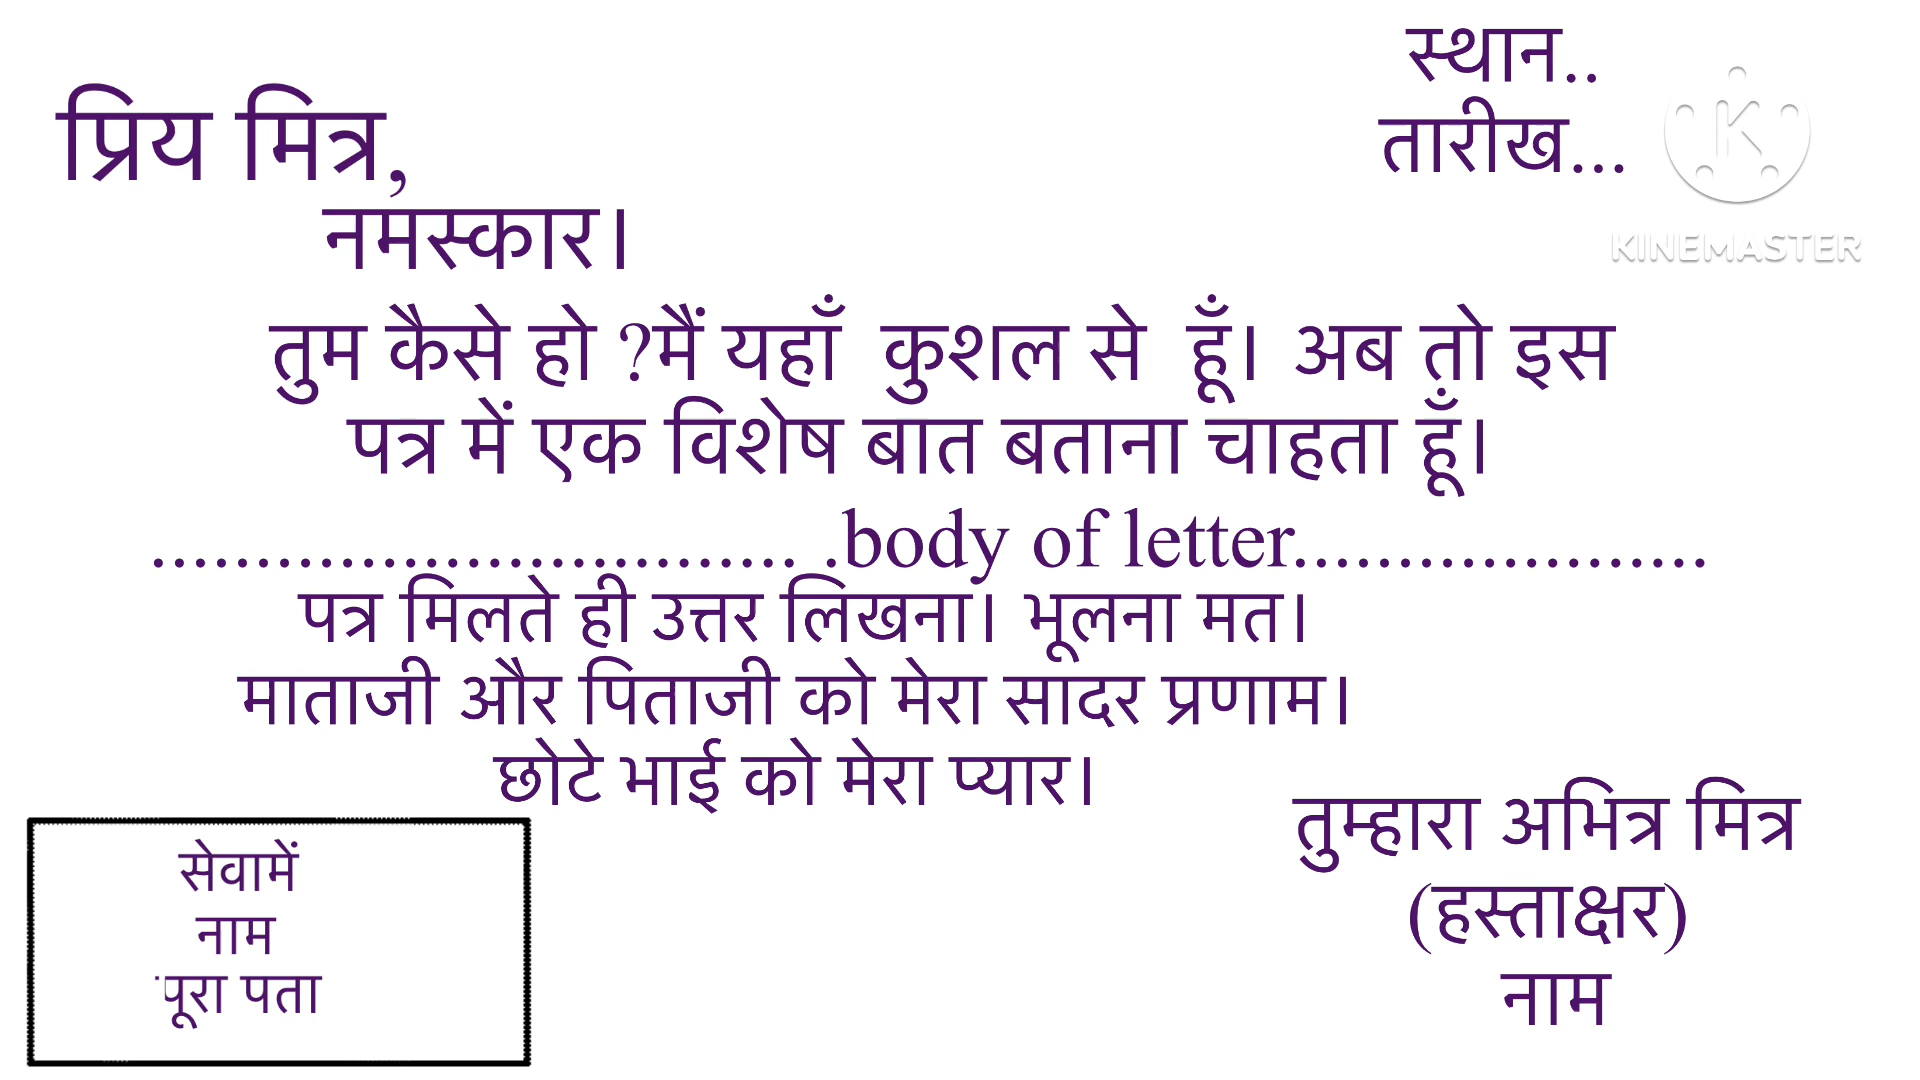 स्थान..
तारीख...
प्रिय मित्र,
नमस्कार।
तुम कैसे हो ?मैं यहाँ कुशल से हूँ। अब तो इस
पत्र में एक विशेष बात बताना चाहता हूँ।
............................... .body of letter....................
पत्र मिलते ही उत्तर लिखना। भूलना मत।
माताजी और पिताजी को मेरा सादर प्रणाम।
छोटे भाई को मेरा प्यार।
तुम्हारा अभित्र मित्र
(हस्ताक्षर)
नाम
सेवामें
नाम
पूरा पता
KINEMASTER